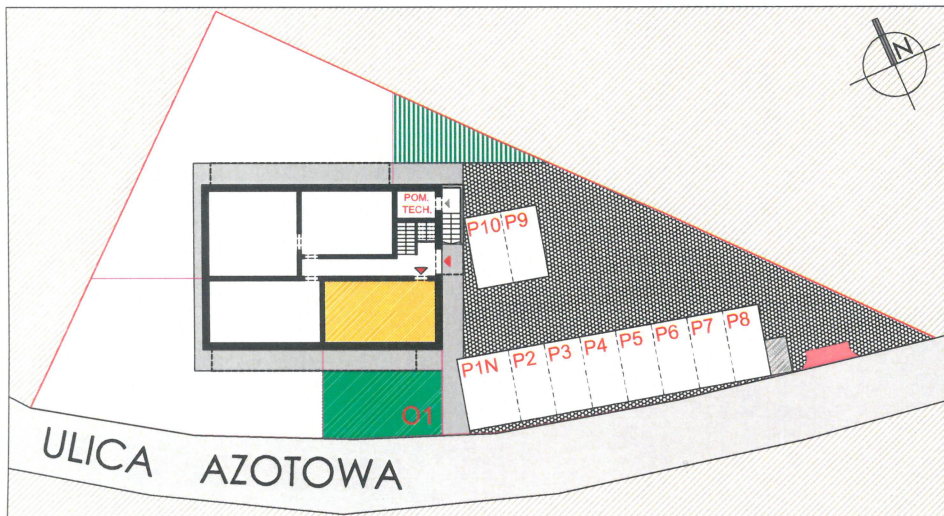 N
POM.
TECH.
P10 P9
P1N P2 P3 P4 P5 P6 P7 P8
O1
ULICA AZOTOWA